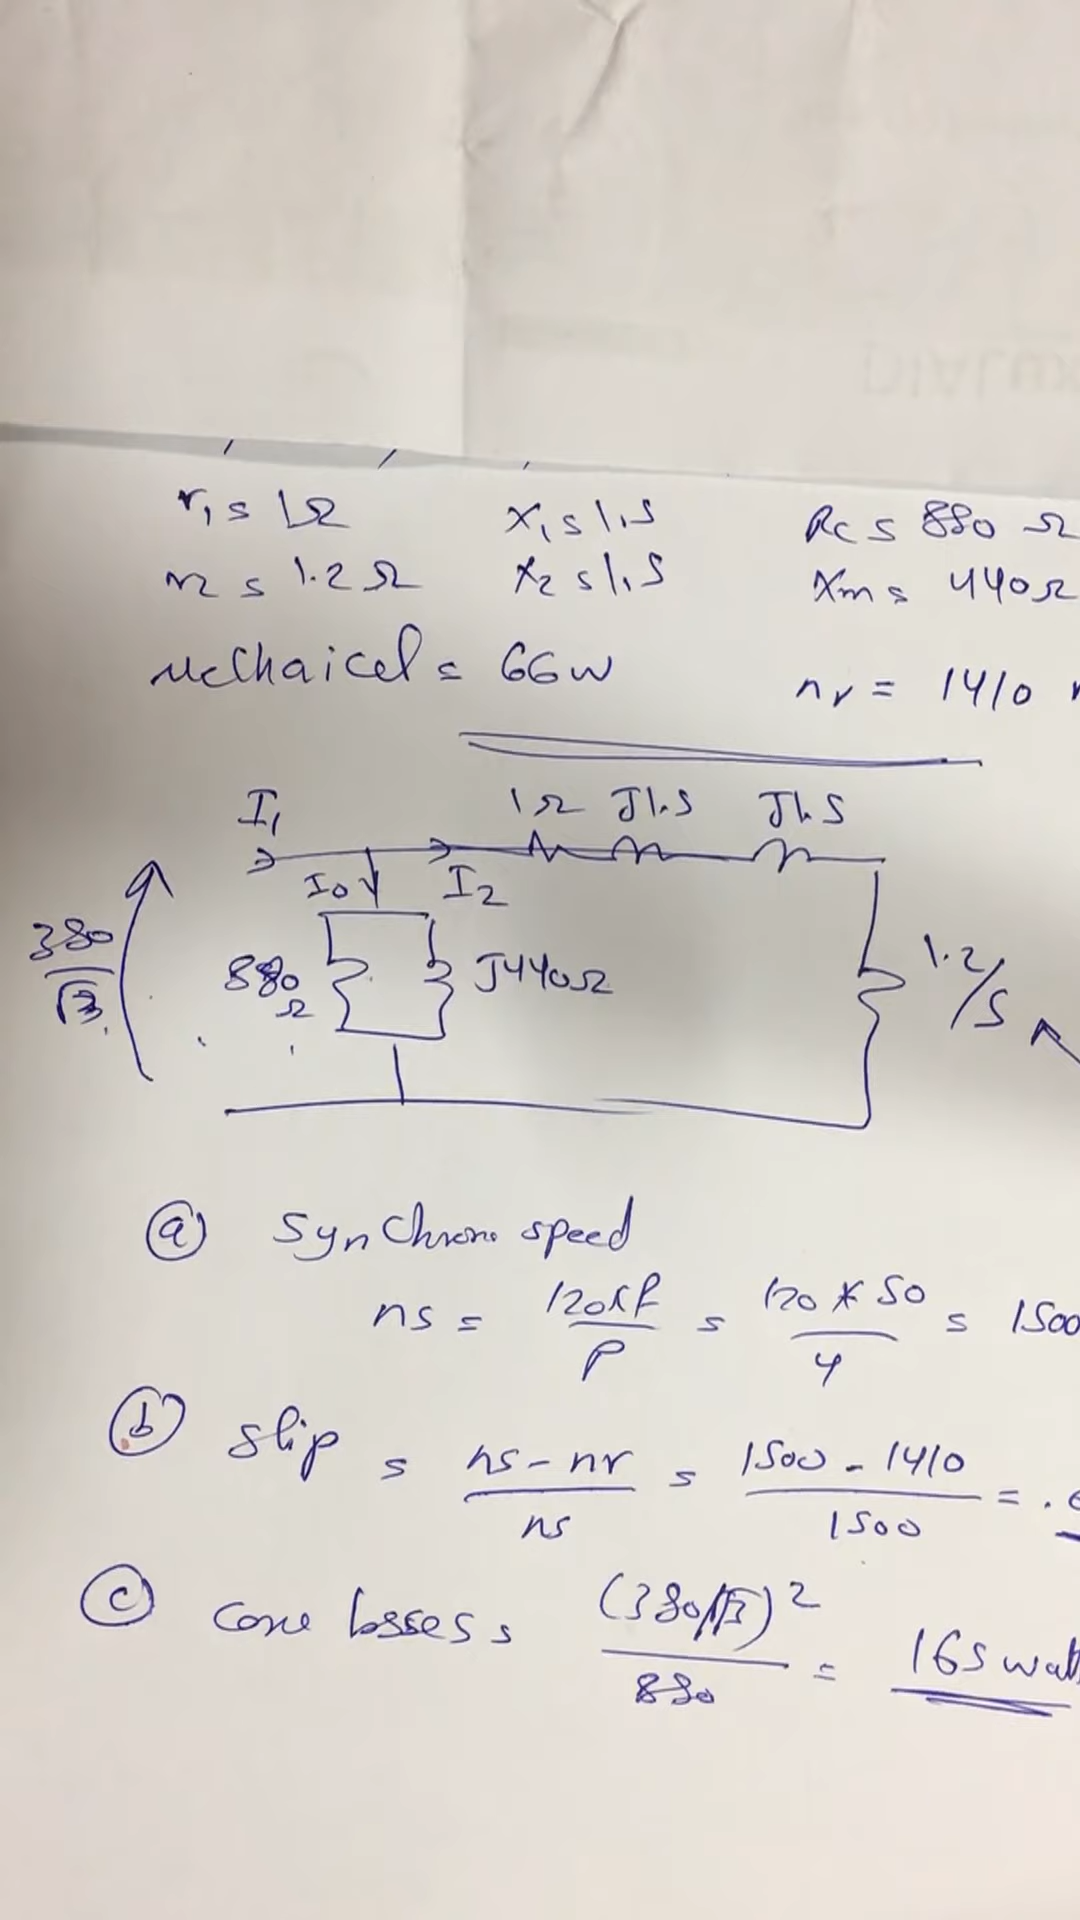 r1 = 1Ω x1 = 1.5 Rc = 880 Ω
r2 = 1.2 Ω x2 = 1.5 Xm = 440Ω
Mechaicel = 66w nr = 1410
I1 1Ω J1.5 J1.5
I0 I2
380/√3 880 Ω J440Ω 1.2/S
(a) Synchrono speed
ns = 120xf/P = 120*50/4 = 1500
(b) slip = ns-nr/ns = 1500-1410/1500 = .
(c) core losses = (380/√3)²/880 = 165 watt